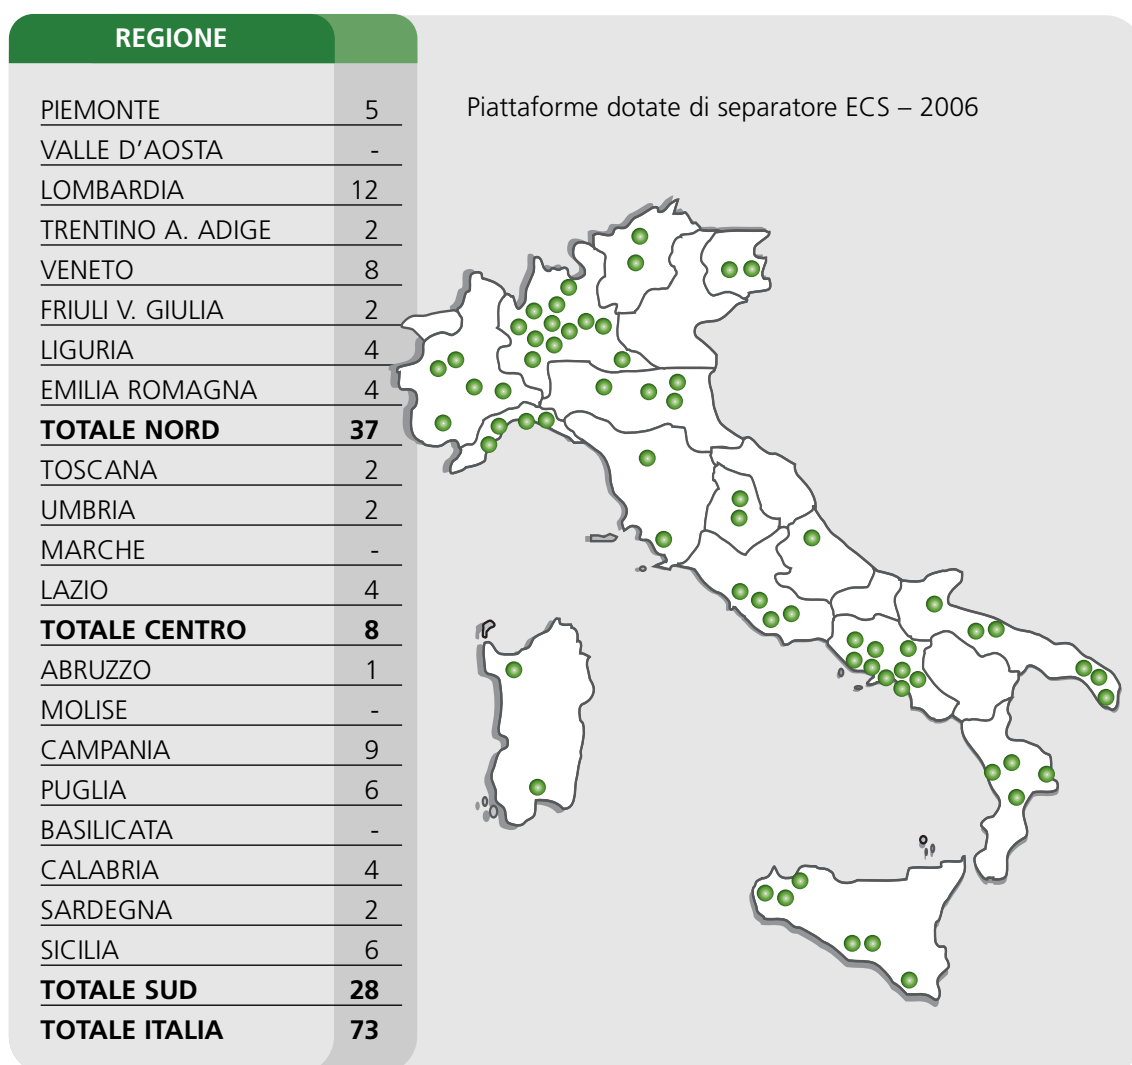 REGIONE
PIEMONTE 5
VALLE D’AOSTA -
LOMBARDIA 12
TRENTINO A. ADIGE 2
VENETO 8
FRIULI V. GIULIA 2
LIGURIA 4
EMILIA ROMAGNA 4
TOTALE NORD 37
TOSCANA 2
UMBRIA 2
MARCHE -
LAZIO 4
TOTALE CENTRO 8
ABRUZZO 1
MOLISE -
CAMPANIA 9
PUGLIA 6
BASILICATA -
CALABRIA 4
SARDEGNA 2
SICILIA 6
TOTALE SUD 28
TOTALE ITALIA 73
Piattaforme dotate di separatore ECS – 2006